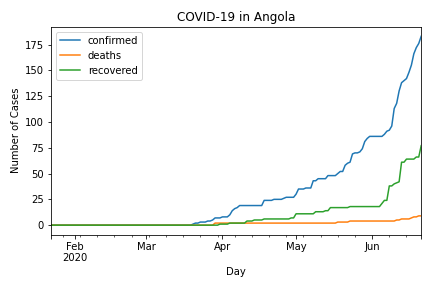 COVID-19 in Angola
confirmed
deaths
recovered
Number of Cases
175
150
125
100
75
50
25
0
Feb Mar Apr May Jun
2020
Day